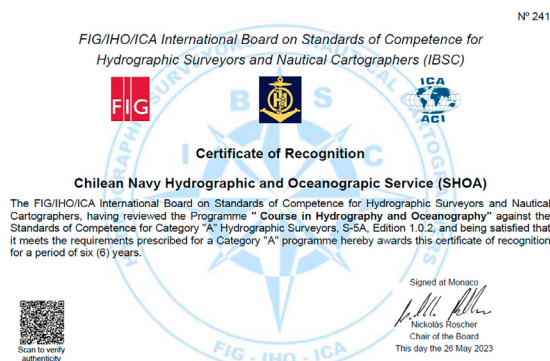 Nº 241
FIG/IHO/ICA International Board on Standards of Competence for
Hydrographic Surveyors and Nautical Cartographers (IBSC)
FIG
ICA
ACI
B S
I C
Certificate of Recognition
Chilean Navy Hydrographic and Oceanograpic Service (SHOA)
The FIG/IHO/ICA International Board on Standards of Competence for Hydrographic Surveyors and Nautical
Cartographers, having reviewed the Programme " Course in Hydrography and Oceanography" against the
Standards of Competence for Category "A" Hydrographic Surveyors, S-5A, Edition 1.0.2, and being satisfied that
it meets the requirements prescribed for a Category "A" programme hereby awards this certificate of recognition
for a period of six (6) years.
Signed at Monaco
Nickolás Roscher
Chair of the Board
This day the 26 May 2023
Scan to verify
authenticity
FIG - IHO - ICA